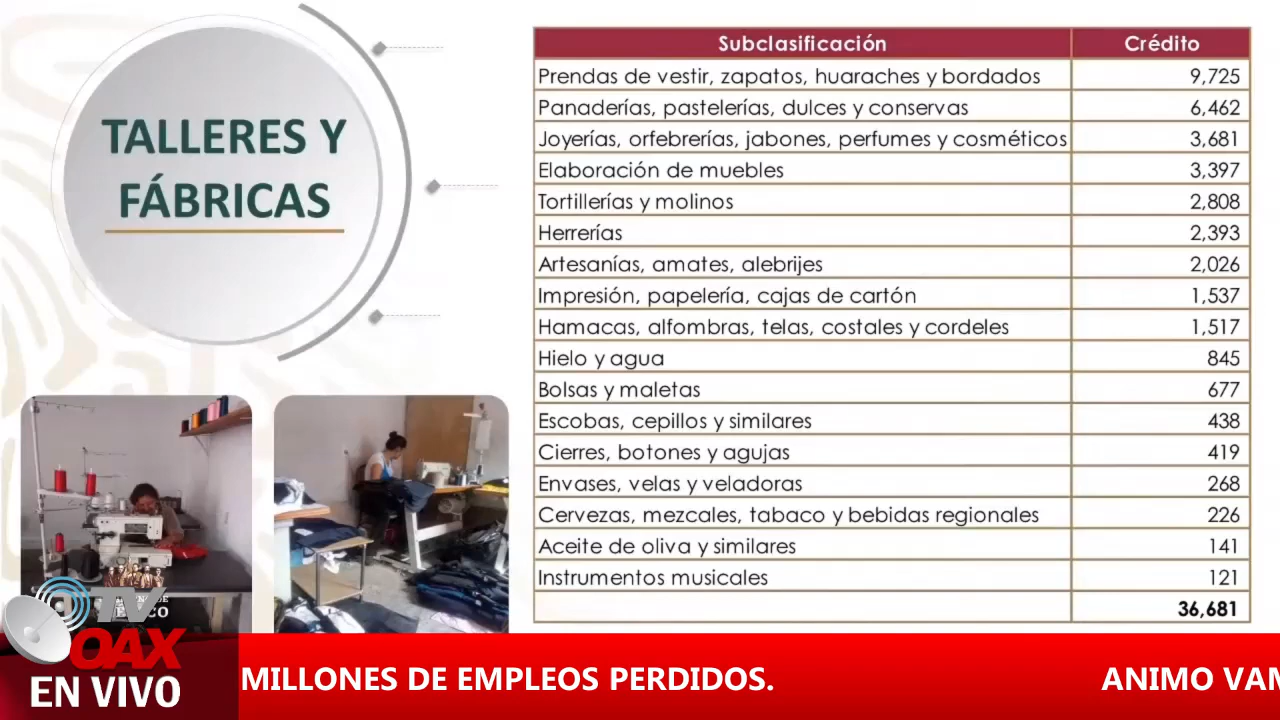 TALLERES Y
FÁBRICAS
Subclasificación Crédito
Prendas de vestir, zapatos, huaraches y bordados 9,725
Panaderías, pastelerías, dulces y conservas 6,462
Joyerías, orfebrerías, jabones, perfumes y cosméticos 3,681
Elaboración de muebles 3,397
Tortillerías y molinos 2,808
Herrerías 2,393
Artesanías, amates, alebrijes 2,026
Impresión, papelería, cajas de cartón 1,537
Hamacas, alfombras, telas, costales y cordeles 1,517
Hielo y agua 845
Bolsas y maletas 677
Escobas, cepillos y similares 438
Cierres, botones y agujas 419
Envases, velas y veladoras 268
Cervezas, mezcales, tabaco y bebidas regionales 226
Aceite de oliva y similares 141
Instrumentos musicales 121
36,681
TV
OAX
EN VIVO
MILLONES DE EMPLEOS PERDIDOS. ANIMO VAM